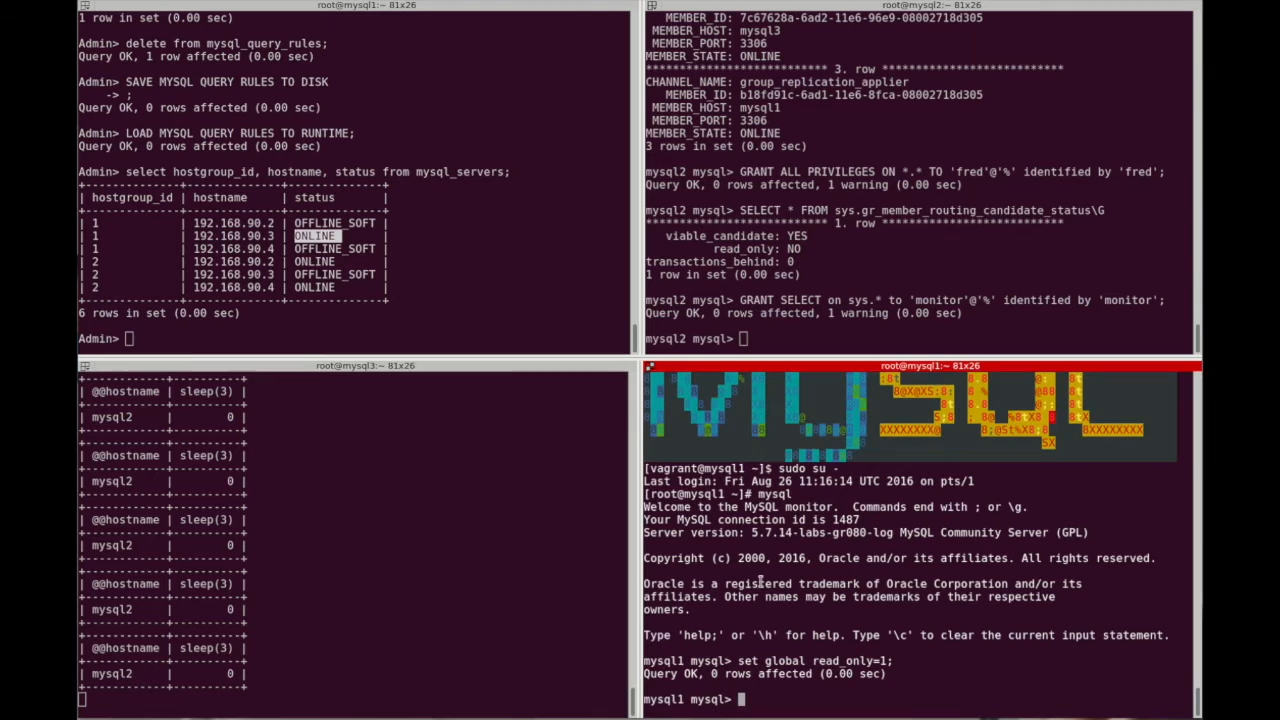 root@mysql1:~ 81x26
1 row in set (0.00 sec)
Admin> delete from mysql_query_rules;
Query OK, 1 row affected (0.00 sec)
Admin> SAVE MYSQL QUERY RULES TO DISK
-> ;
Query OK, 0 rows affected (0.00 sec)
Admin> LOAD MYSQL QUERY RULES TO RUNTIME;
Query OK, 0 rows affected (0.00 sec)
Admin> select hostgroup_id, hostname, status from mysql_servers;
+--------------+--------------+--------------+
| hostgroup_id | hostname | status |
+--------------+--------------+--------------+
| 1 | 192.168.90.2 | OFFLINE_SOFT |
| 1 | 192.168.90.3 | ONLINE |
| 1 | 192.168.90.4 | OFFLINE_SOFT |
| 2 | 192.168.90.2 | ONLINE |
| 2 | 192.168.90.3 | OFFLINE_SOFT |
| 2 | 192.168.90.4 | ONLINE |
+--------------+--------------+--------------+
6 rows in set (0.00 sec)
Admin>
root@mysql2:~ 81x26
MEMBER_ID: 7c67628a-6ad2-11e6-96e9-08002718d305
MEMBER_HOST: mysql3
MEMBER_PORT: 3306
MEMBER_STATE: ONLINE
*************************** 3. row ***************************
CHANNEL_NAME: group_replication_applier
MEMBER_ID: b18fd91c-6ad1-11e6-8fca-08002718d305
MEMBER_HOST: mysql1
MEMBER_PORT: 3306
MEMBER_STATE: ONLINE
3 rows in set (0.00 sec)
mysql2 mysql> GRANT ALL PRIVILEGES ON *.* TO 'fred'@'%' identified by 'fred';
Query OK, 0 rows affected, 1 warning (0.00 sec)
mysql2 mysql> SELECT * FROM sys.gr_member_routing_candidate_status\G
*************************** 1. row ***************************
viable_candidate: YES
read_only: NO
transactions_behind: 0
1 row in set (0.00 sec)
mysql2 mysql> GRANT SELECT on sys.* to 'monitor'@'%' identified by 'monitor';
Query OK, 0 rows affected, 1 warning (0.00 sec)
mysql2 mysql>
root@mysql3:~ 81x26
+------------+----------+
| @@hostname | sleep(3) |
+------------+----------+
| mysql2 | 0 |
+------------+----------+
+------------+----------+
| @@hostname | sleep(3) |
+------------+----------+
| mysql2 | 0 |
+------------+----------+
+------------+----------+
| @@hostname | sleep(3) |
+------------+----------+
| mysql2 | 0 |
+------------+----------+
+------------+----------+
| @@hostname | sleep(3) |
+------------+----------+
| mysql2 | 0 |
+------------+----------+
+------------+----------+
| @@hostname | sleep(3) |
+------------+----------+
| mysql2 | 0 |
+------------+----------+
root@mysql1:~ 81x26
MySQL
[vagrant@mysql1 ~]$ sudo su -
Last login: Fri Aug 26 11:16:14 UTC 2016 on pts/1
[root@mysql1 ~]# mysql
Welcome to the MySQL monitor.  Commands end with ; or \g.
Your MySQL connection id is 1487
Server version: 5.7.14-labs-gr080-log MySQL Community Server (GPL)
Copyright (c) 2000, 2016, Oracle and/or its affiliates. All rights reserved.
Oracle is a registered trademark of Oracle Corporation and/or its
affiliates. Other names may be trademarks of their respective
owners.
Type 'help;' or '\h' for help. Type '\c' to clear the current input statement.
mysql1 mysql> set global read_only=1;
Query OK, 0 rows affected (0.00 sec)
mysql1 mysql>